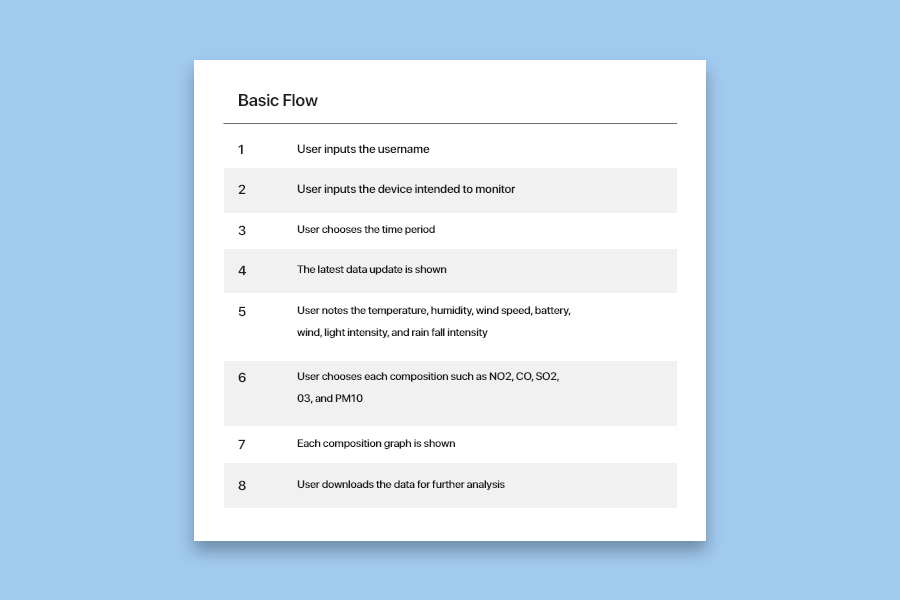 Basic Flow
1 User inputs the username
2 User inputs the device intended to monitor
3 User chooses the time period
4 The latest data update is shown
5 User notes the temperature, humidity, wind speed, battery,
wind, light intensity, and rain fall intensity
6 User chooses each composition such as NO2, CO, SO2,
03, and PM10
7 Each composition graph is shown
8 User downloads the data for further analysis